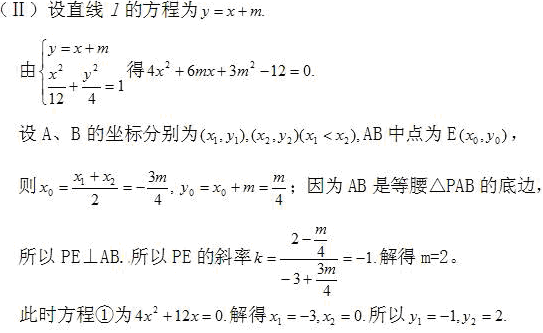 (Ⅱ)设直线 l 的方程为 y = x + m.
由 { y = x + m, x²/12 + y²/4 = 1 得 4x² + 6mx + 3m² − 12 = 0.
设 A、B 的坐标分别为 (x₁, y₁), (x₂, y₂)(x₁ < x₂), AB 中点为 E (x₀, y₀),
则 x₀ = (x₁ + x₂)/2 = −3m/4, y₀ = x₀ + m = m/4;因为 AB 是等腰△PAB 的底边,
所以 PE⊥AB.所以 PE 的斜率 k = (2 − m/4)/(−3 + 3m/4) = −1. 解得 m=2。
此时方程①为 4x² + 12x = 0. 解得 x₁ = −3, x₂ = 0. 所以 y₁ = −1, y₂ = 2.